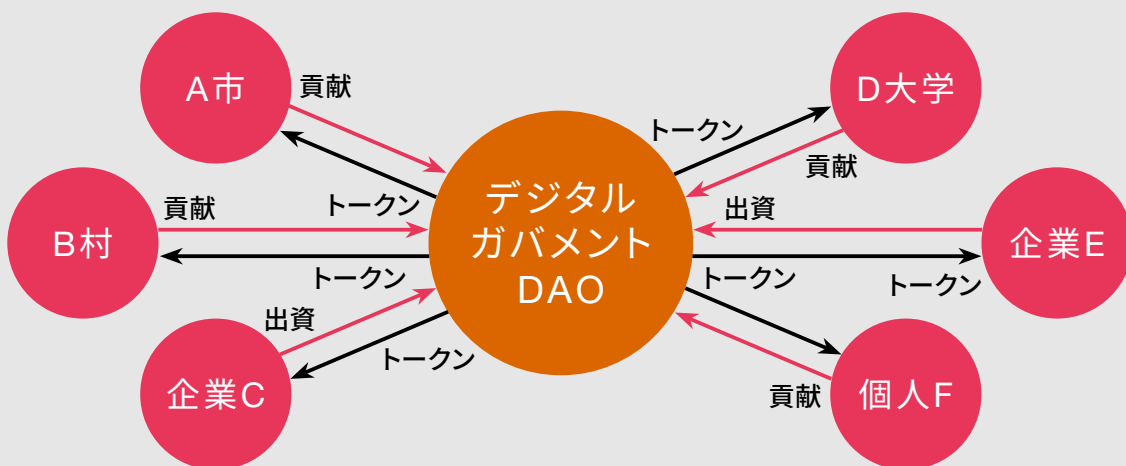 A市
貢献
トークン
B村
貢献
トークン
企業C
出資
トークン
デジタル
ガバメント
DAO
D大学
トークン
貢献
企業E
出資
トークン
個人F
トークン
貢献